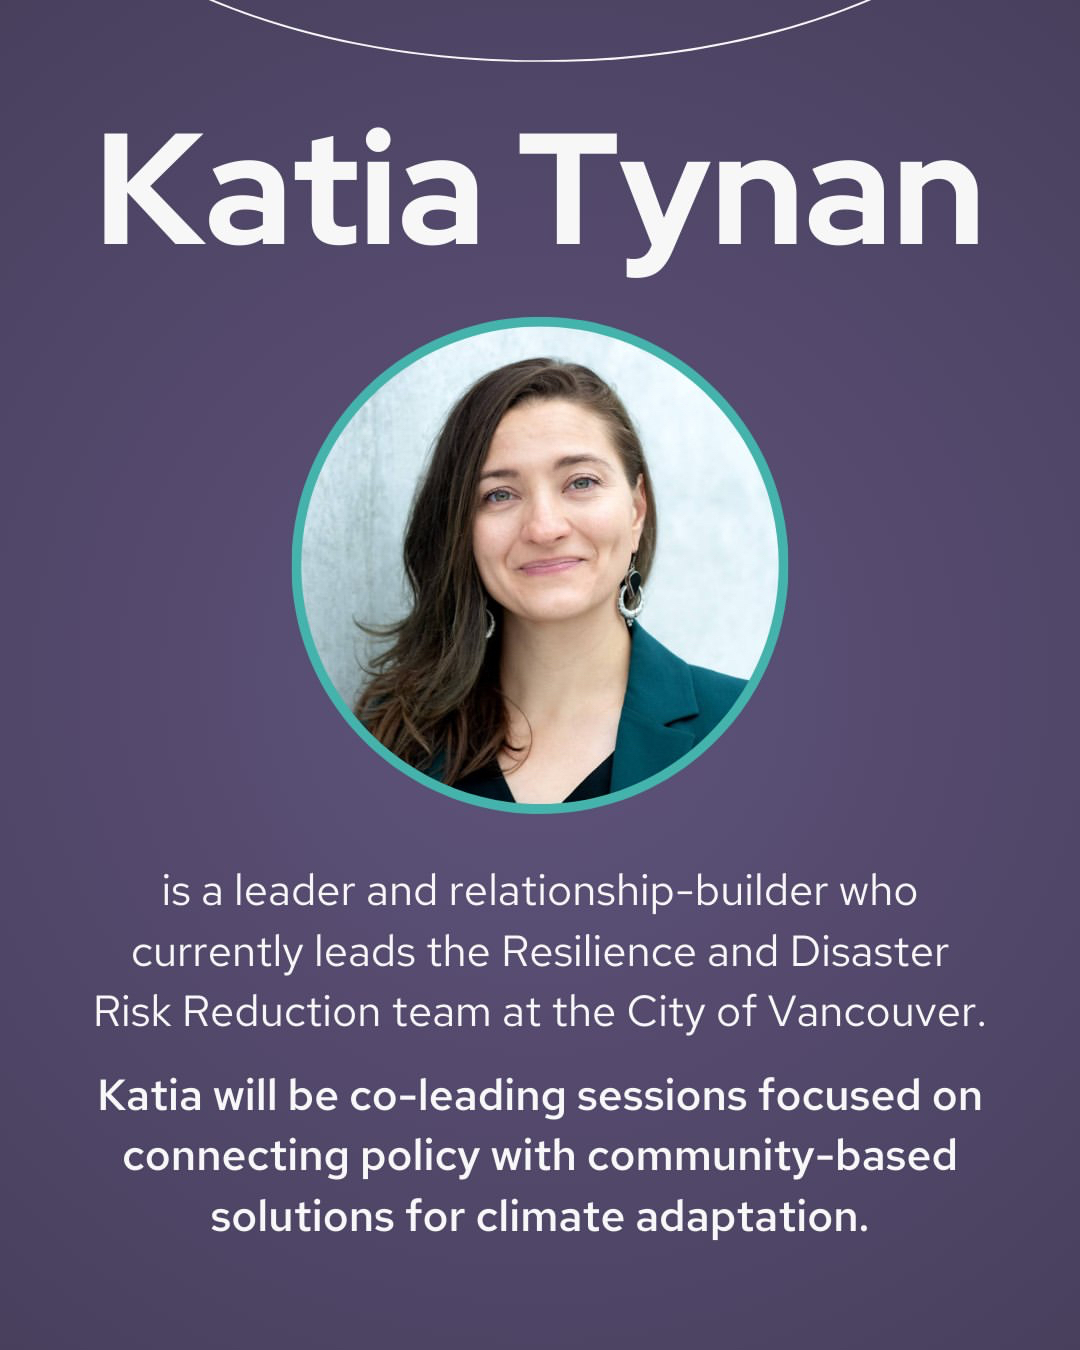 Katia Tynan
is a leader and relationship-builder who
currently leads the Resilience and Disaster
Risk Reduction team at the City of Vancouver.
Katia will be co-leading sessions focused on
connecting policy with community-based
solutions for climate adaptation.